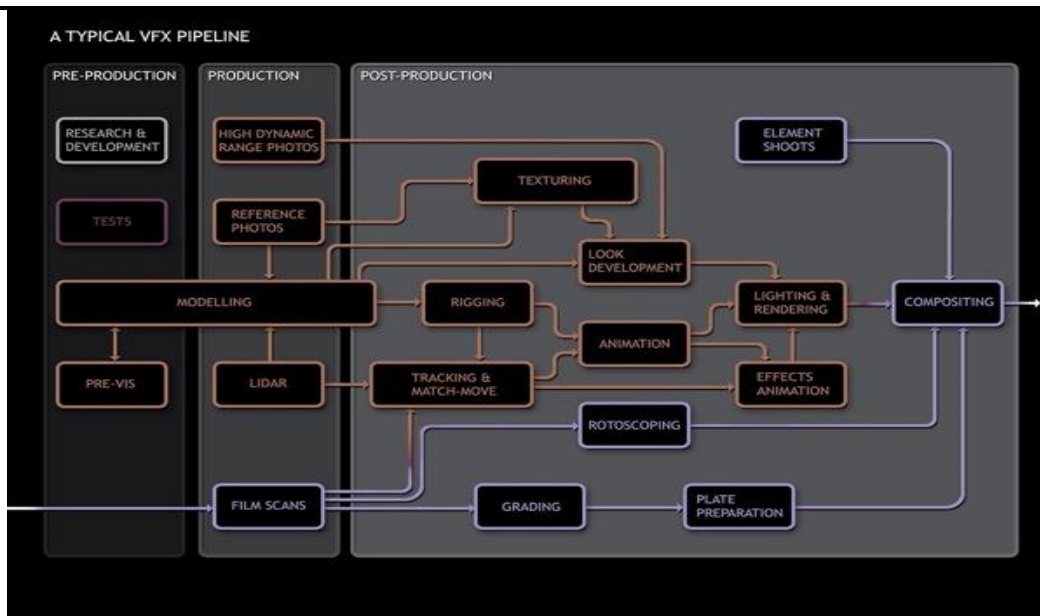 A TYPICAL VFX PIPELINE
PRE-PRODUCTION
PRODUCTION
POST-PRODUCTION
RESEARCH &
DEVELOPMENT
HIGH DYNAMIC
RANGE PHOTOS
ELEMENT
SHOOTS
TEXTURING
TESTS
REFERENCE
PHOTOS
LOOK
DEVELOPMENT
MODELLING
RIGGING
LIGHTING &
RENDERING
COMPOSITING
ANIMATION
PRE-VIS
LIDAR
TRACKING &
MATCH-MOVE
EFFECTS
ANIMATION
ROTOSCOPING
FILM SCANS
GRADING
PLATE
PREPARATION